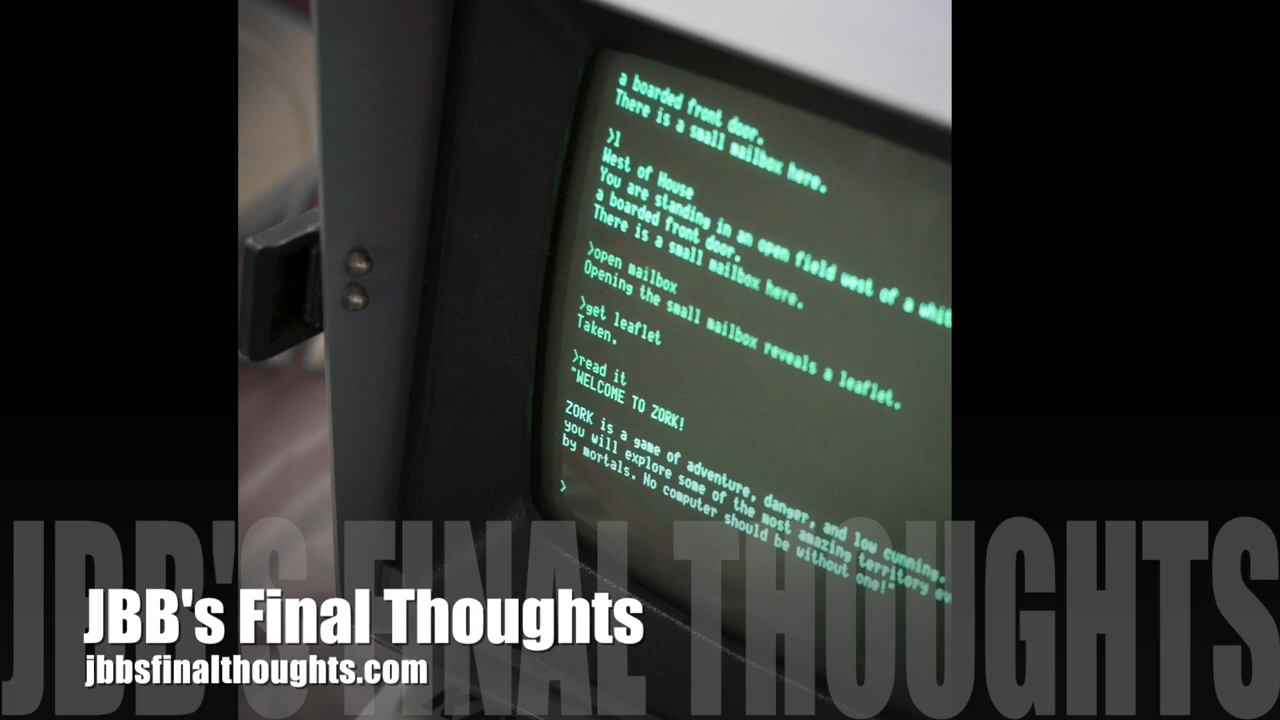 a boarded front door.
There is a small mailbox here.
>l
West of House
You are standing in an open field west of a whit
a boarded front door.
There is a small mailbox here.
>open mailbox
Opening the small mailbox reveals a leaflet.
>get leaflet
Taken.
>read it
"WELCOME TO ZORK!
ZORK is a game of adventure, danger, and low cunning.
you will explore some of the most amazing territory ev
by mortals. No computer should be without one!"
>
JBB'S FINAL THOUGHTS
JBB's Final Thoughts
jbbsfinalthoughts.com